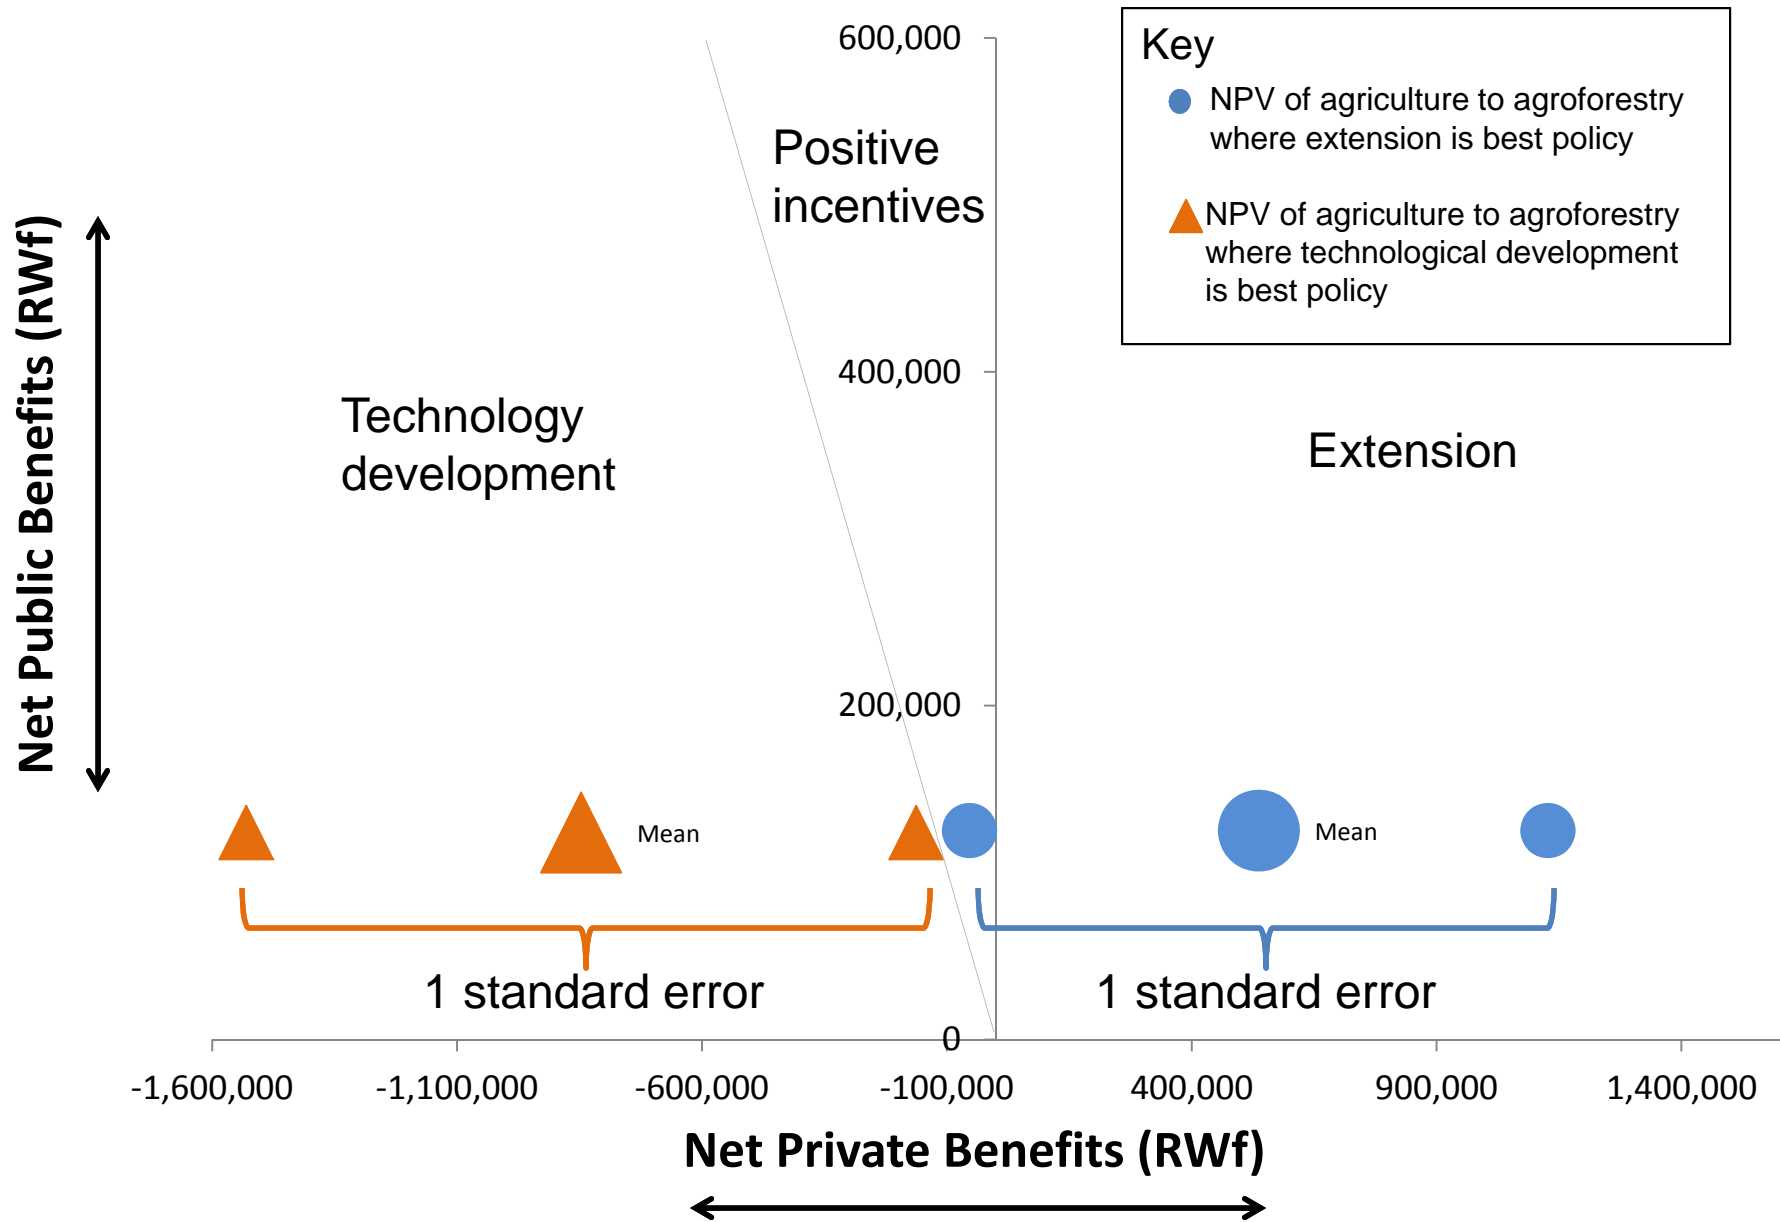 600,000
Key
NPV of agriculture to agroforestry
where extension is best policy
NPV of agriculture to agroforestry
where technological development
is best policy
Positive
incentives
Net Public Benefits (RWf)
400,000
Technology
development
Extension
200,000
Mean
Mean
1 standard error
1 standard error
0
-1,600,000
-1,100,000
-600,000
-100,000
400,000
900,000
1,400,000
Net Private Benefits (RWf)